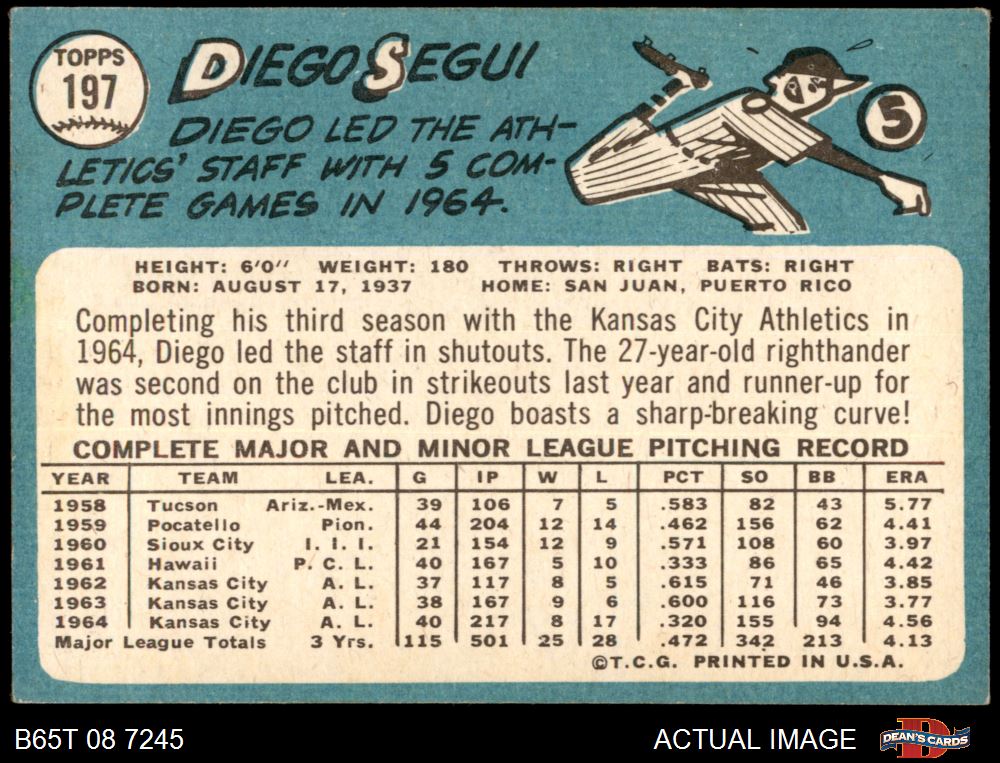 TOPPS
197
DIEGO SEGUI
DIEGO LED THE ATH-
LETICS' STAFF WITH 5 COM-
PLETE GAMES IN 1964.
5
HEIGHT: 6'0" WEIGHT: 180 THROWS: RIGHT BATS: RIGHT
BORN: AUGUST 17, 1937 HOME: SAN JUAN, PUERTO RICO
Completing his third season with the Kansas City Athletics in
1964, Diego led the staff in shutouts. The 27-year-old righthander
was second on the club in strikeouts last year and runner-up for
the most innings pitched. Diego boasts a sharp-breaking curve!
COMPLETE MAJOR AND MINOR LEAGUE PITCHING RECORD
YEAR TEAM LEA. G IP W L PCT SO BB ERA
1958 Tucson Ariz.-Mex. 39 106 7 5 .583 82 43 5.77
1959 Pocatello Pion. 44 204 12 14 .462 156 62 4.41
1960 Sioux City I. I. I. 21 154 12 9 .571 108 60 3.97
1961 Hawaii P. C. L. 40 167 5 10 .333 86 65 4.42
1962 Kansas City A. L. 37 117 8 5 .615 71 46 3.85
1963 Kansas City A. L. 38 167 9 6 .600 116 73 3.77
1964 Kansas City A. L. 40 217 8 17 .320 155 94 4.56
Major League Totals 3 Yrs. 115 501 25 28 .472 342 213 4.13
©T.C.G. PRINTED IN U.S.A.
B65T 08 7245
ACTUAL IMAGE
D
DEAN'S CARDS